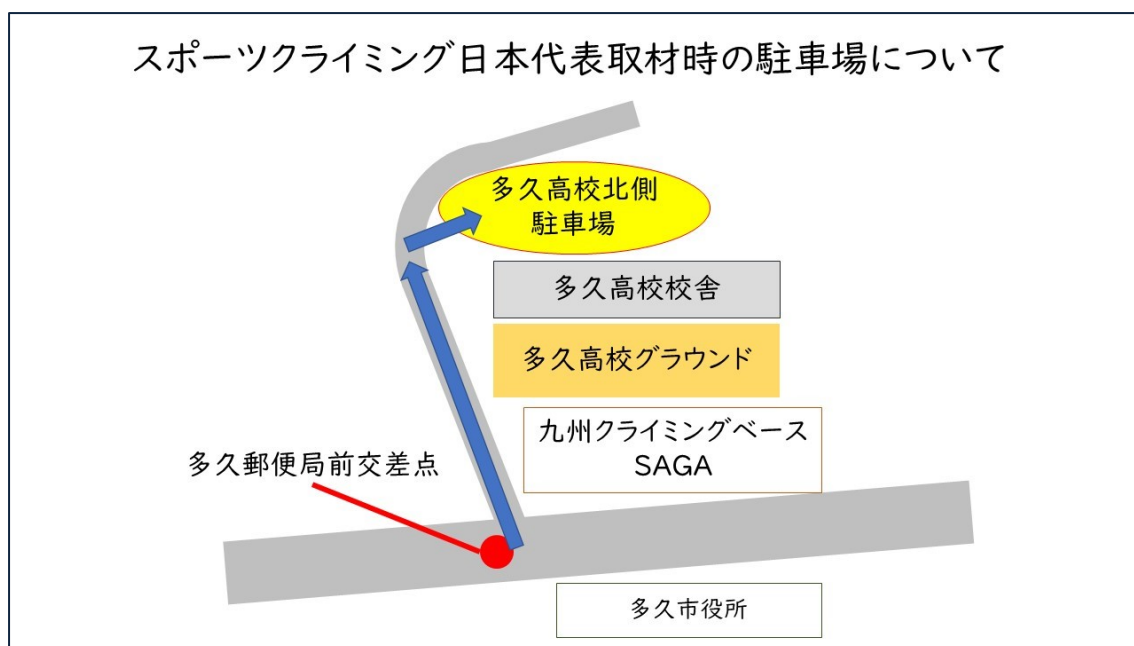 スポーツクライミング日本代表取材時の駐車場について
多久高校北側
駐車場
多久高校校舎
多久高校グラウンド
九州クライミングベース
SAGA
多久郵便局前交差点
多久市役所